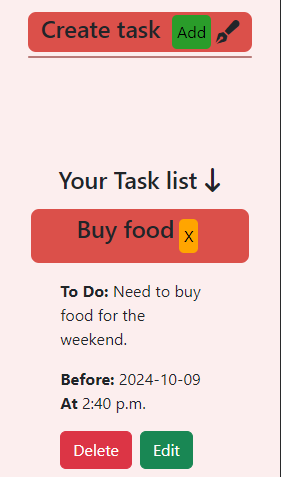 Create task Add
Your Task list
Buy food X
To Do: Need to buy
food for the
weekend.
Before: 2024-10-09
At 2:40 p.m.
Delete Edit